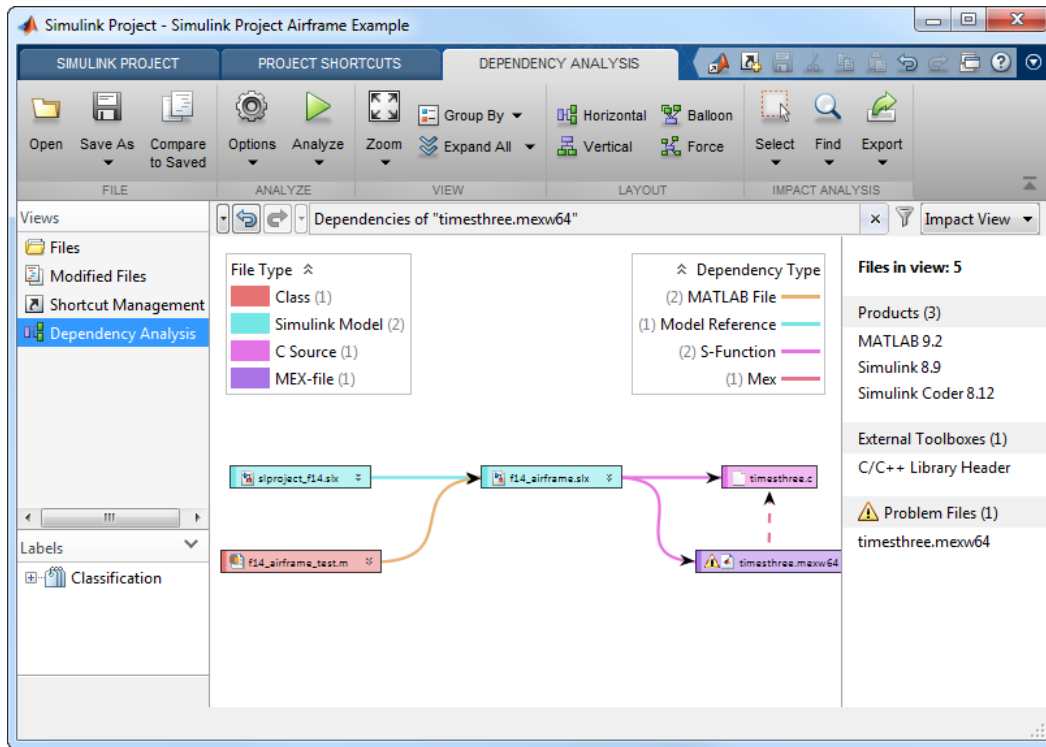 Simulink Project - Simulink Project Airframe Example
SIMULINK PROJECT
PROJECT SHORTCUTS
DEPENDENCY ANALYSIS
Open
Save As
Compare to Saved
Options
Analyze
Zoom
Group By
Expand All
Horizontal
Vertical
Balloon
Force
Select
Find
Export
FILE
ANALYZE
VIEW
LAYOUT
IMPACT ANALYSIS
Views
Files
Modified Files
Shortcut Management
Dependency Analysis
Labels
Classification
Dependencies of "timesthree.mexw64"
Impact View
File Type
Class (1)
Simulink Model (2)
C Source (1)
MEX-file (1)
Dependency Type
(2) MATLAB File
(1) Model Reference
(2) S-Function
(1) Mex
slproject_f14.slx
f14_airframe.slx
timesthree.c
f14_airframe_test.m
timesthree.mexw64
Files in view: 5
Products (3)
MATLAB 9.2
Simulink 8.9
Simulink Coder 8.12
External Toolboxes (1)
C/C++ Library Header
Problem Files (1)
timesthree.mexw64